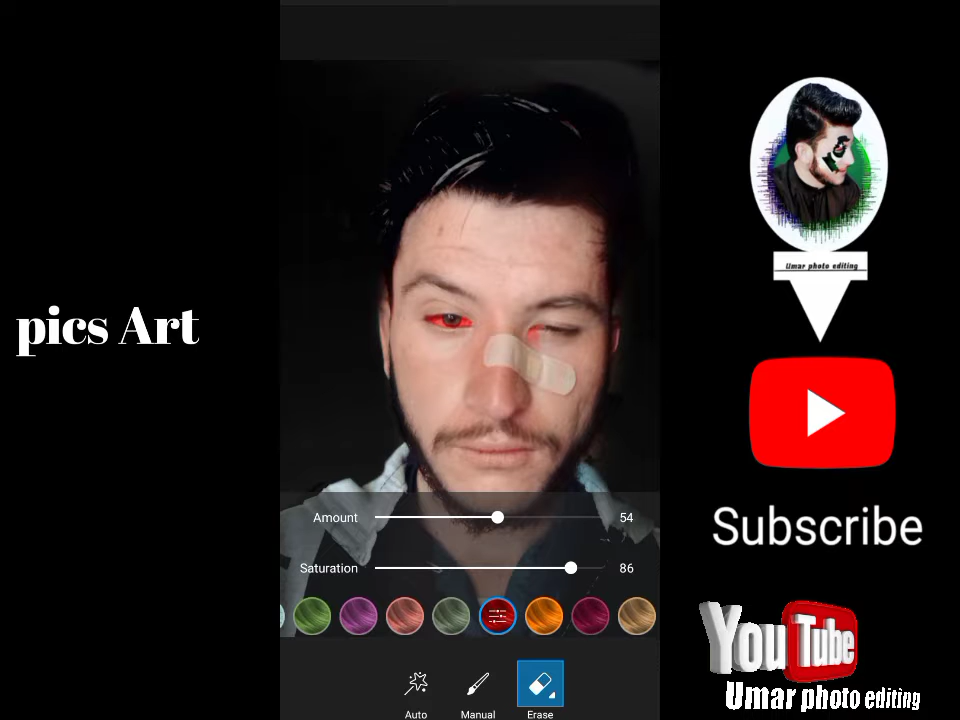 Umar photo editing
pics Art
Amount 54
Subscribe
Saturation 86
YouTube
Umar photo editing
Auto Manual Erase